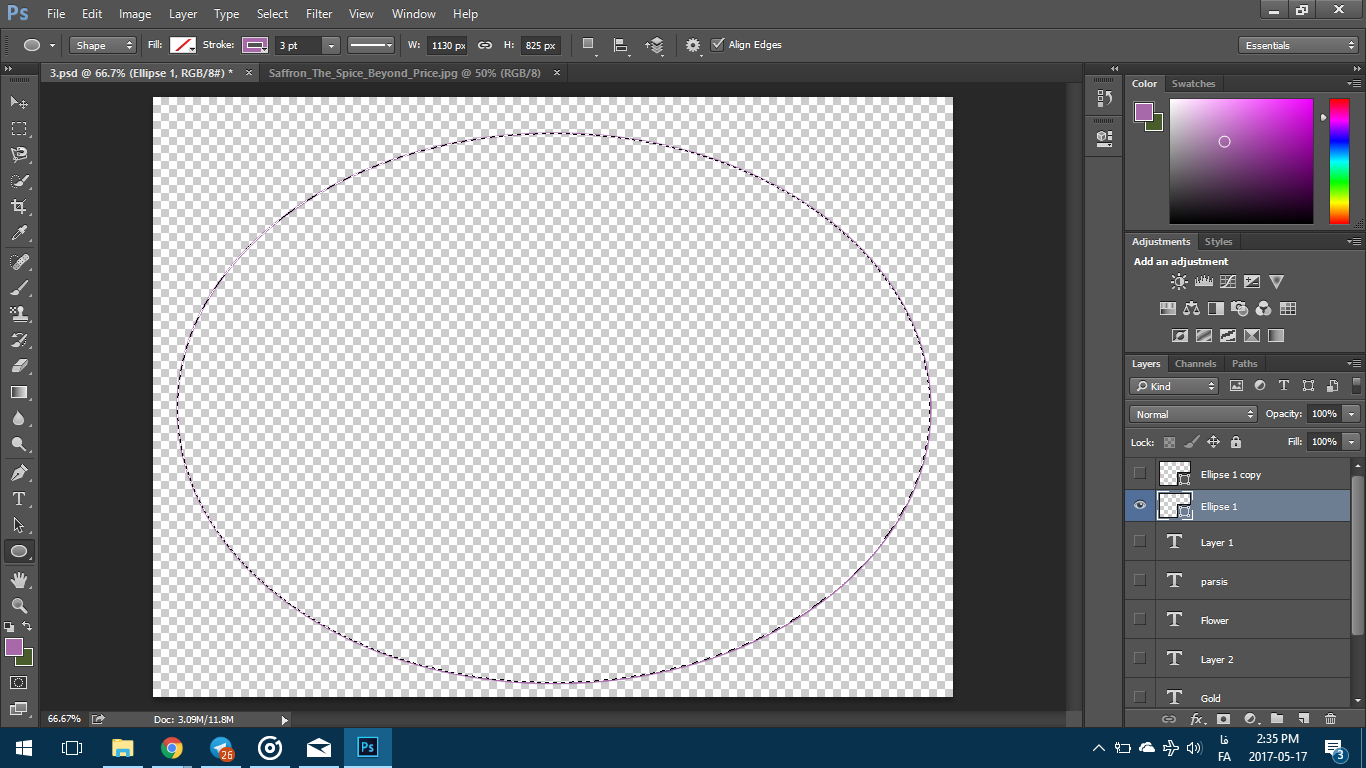 Ps File Edit Image Layer Type Select Filter View Window Help
Shape Fill: Stroke: 3 pt W: 1130 px H: 825 px Align Edges Essentials
3.psd @ 66.7% (Ellipse 1, RGB/8#) * × Saffron_The_Spice_Beyond_Price.jpg @ 50% (RGB/8) ×
Color Swatches
Adjustments Styles
Add an adjustment
Layers Channels Paths
Kind
Normal Opacity: 100%
Lock: Fill: 100%
Ellipse 1 copy
Ellipse 1
T Layer 1
T parsis
T Flower
T Layer 2
T Gold
66.67% Doc: 3.09M/11.8M
fx
26
Ps
فا
FA
2:35 PM
2017-05-17
3